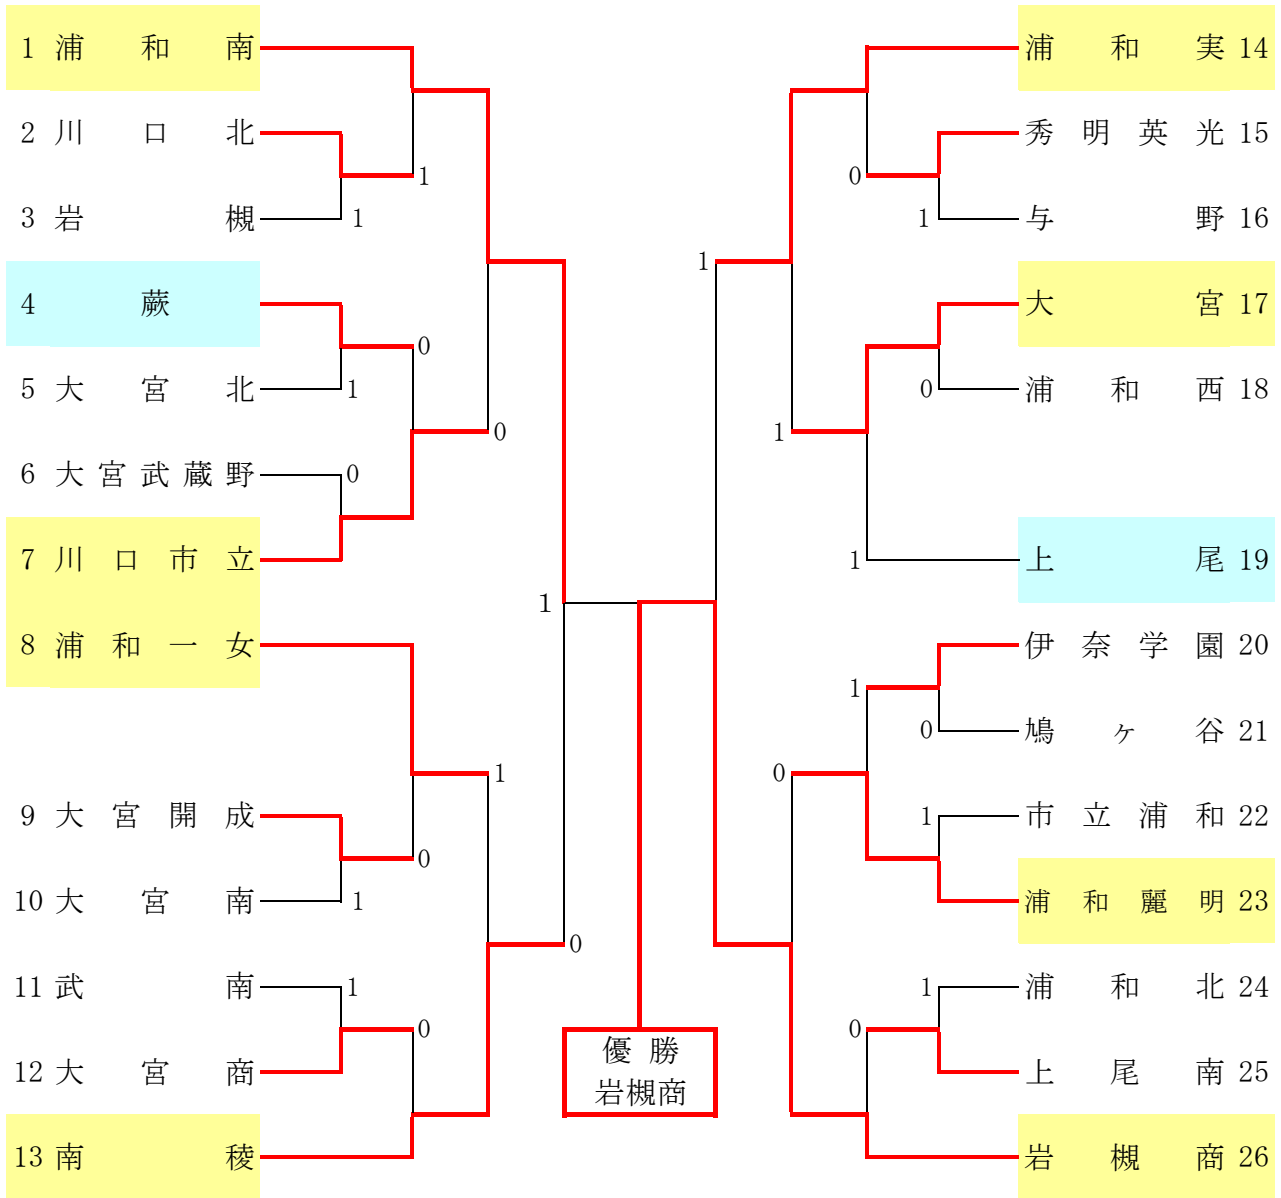 1 浦和南
2 川口北
1
3 岩槻
1
4 蕨
0
5 大宮北
1
0
6 大宮武蔵野
0
7 川口市立
1
8 浦和一女
1
9 大宮開成
0
10 大宮南
1
0
11 武南
1
0
12 大宮商
13 南稜
優勝
岩槻商
浦和実 14
秀明英光 15
0
与野 16
1
1
大宮 17
浦和西 18
0
1
上尾 19
1
伊奈学園 20
1
鳩ヶ谷 21
0
0
市立浦和 22
1
浦和麗明 23
浦和北 24
1
0
上尾南 25
岩槻商 26